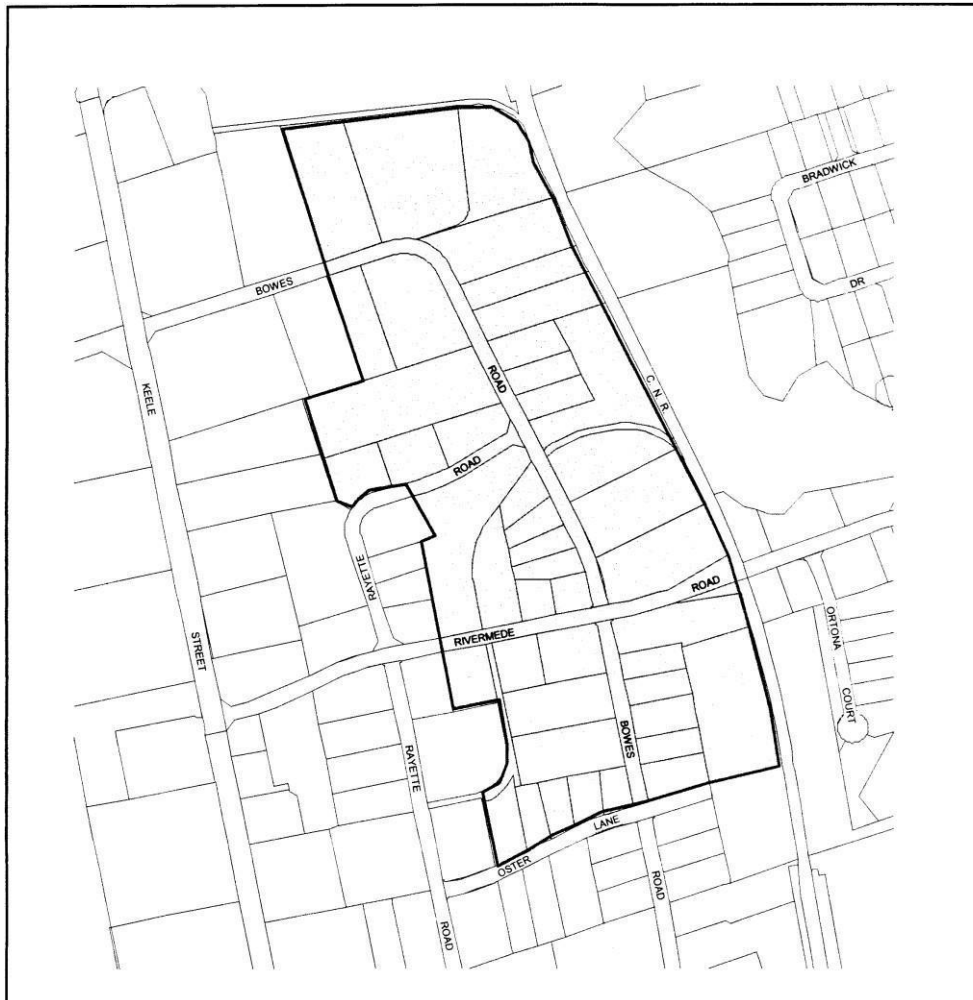 BRADWICK
DR
BOWES
ROAD
KEELE
STREET
C. N. R.
ROAD
RAYETTE
ROAD
RIVERMEDE
ORTONA
COURT
BOWES
RAYETTE
LANE
OSTER
ROAD
ROAD